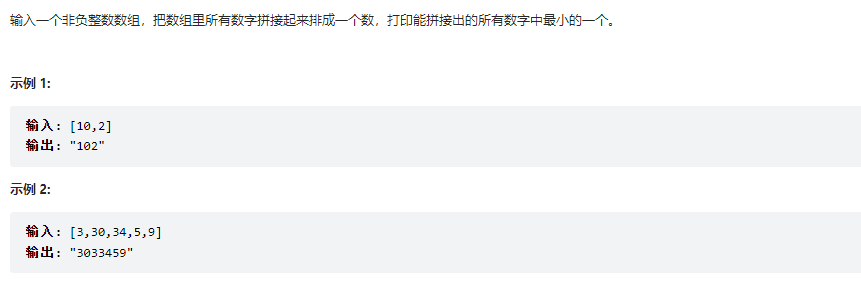 输入一个非负整数数组，把数组里所有数字拼接起来排成一个数，打印能拼接出的所有数字中最小的一个。
示例 1:
输入: [10,2]
输出: "102"
示例 2:
输入: [3,30,34,5,9]
输出: "3033459"